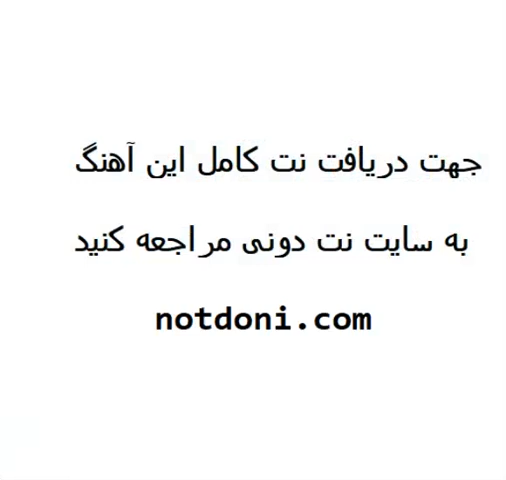 جهت دریافت نت کامل این آهنگ
به سایت نت دونی مراجعه کنید
notdoni.com